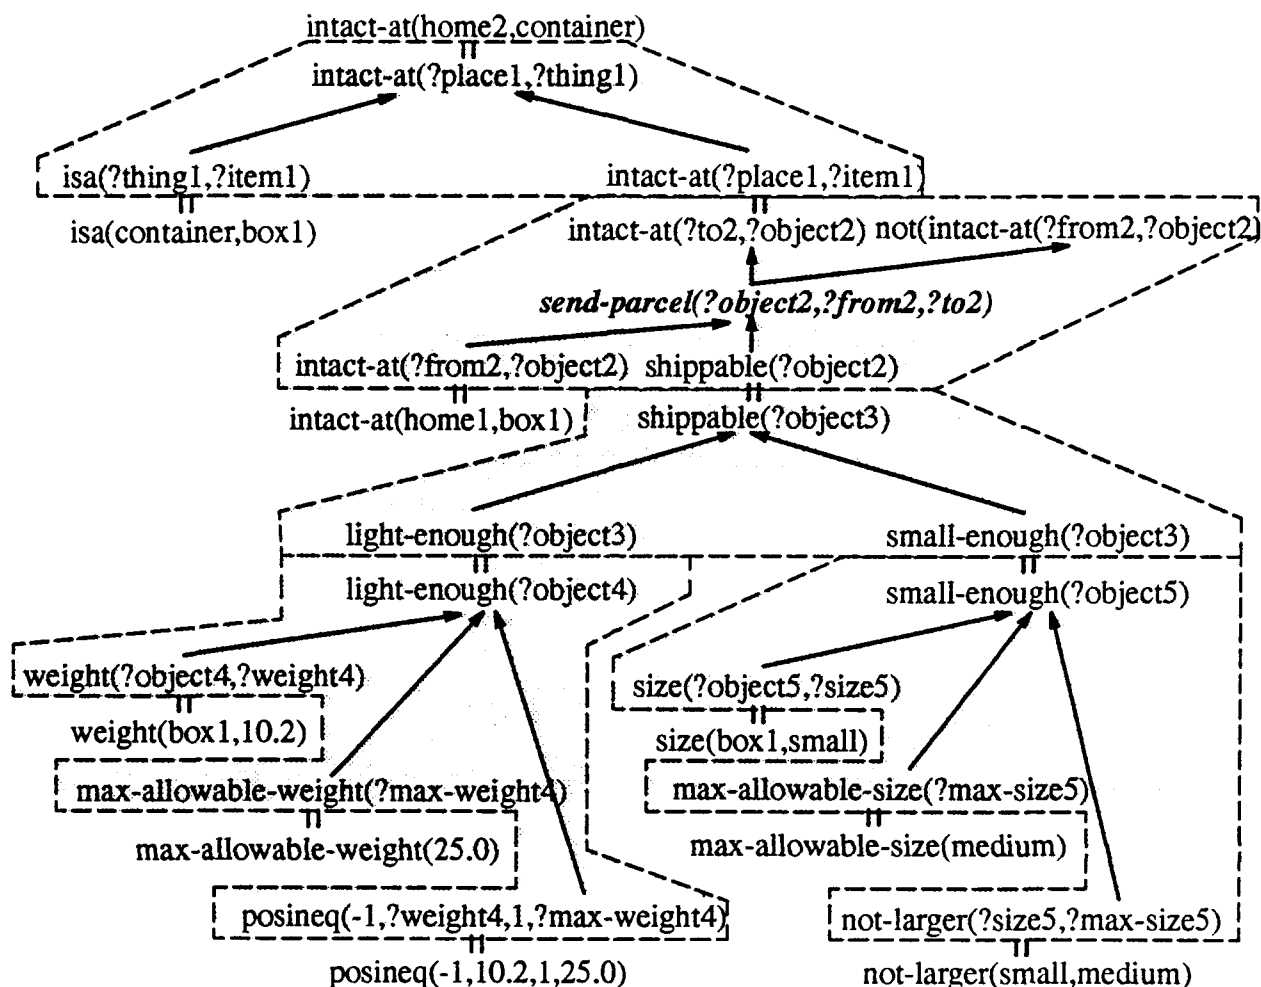 intact-at(home2,container)
intact-at(?place1,?thing1)
isa(?thing1,?item1) intact-at(?place1,?item1)
isa(container,box1) intact-at(?to2,?object2) not(intact-at(?from2,?object2)
send-parcel(?object2,?from2,?to2)
intact-at(?from2,?object2) shippable(?object2)
intact-at(home1,box1) shippable(?object3)
light-enough(?object3) small-enough(?object3)
light-enough(?object4) small-enough(?object5)
weight(?object4,?weight4) size(?object5,?size5)
weight(box1,10.2) size(box1,small)
max-allowable-weight(?max-weight4) max-allowable-size(?max-size5)
max-allowable-weight(25.0) max-allowable-size(medium)
posineq(-1,?weight4,1,?max-weight4) not-larger(?size5,?max-size5)
posineq(-1,10.2,1,25.0) not-larger(small,medium)